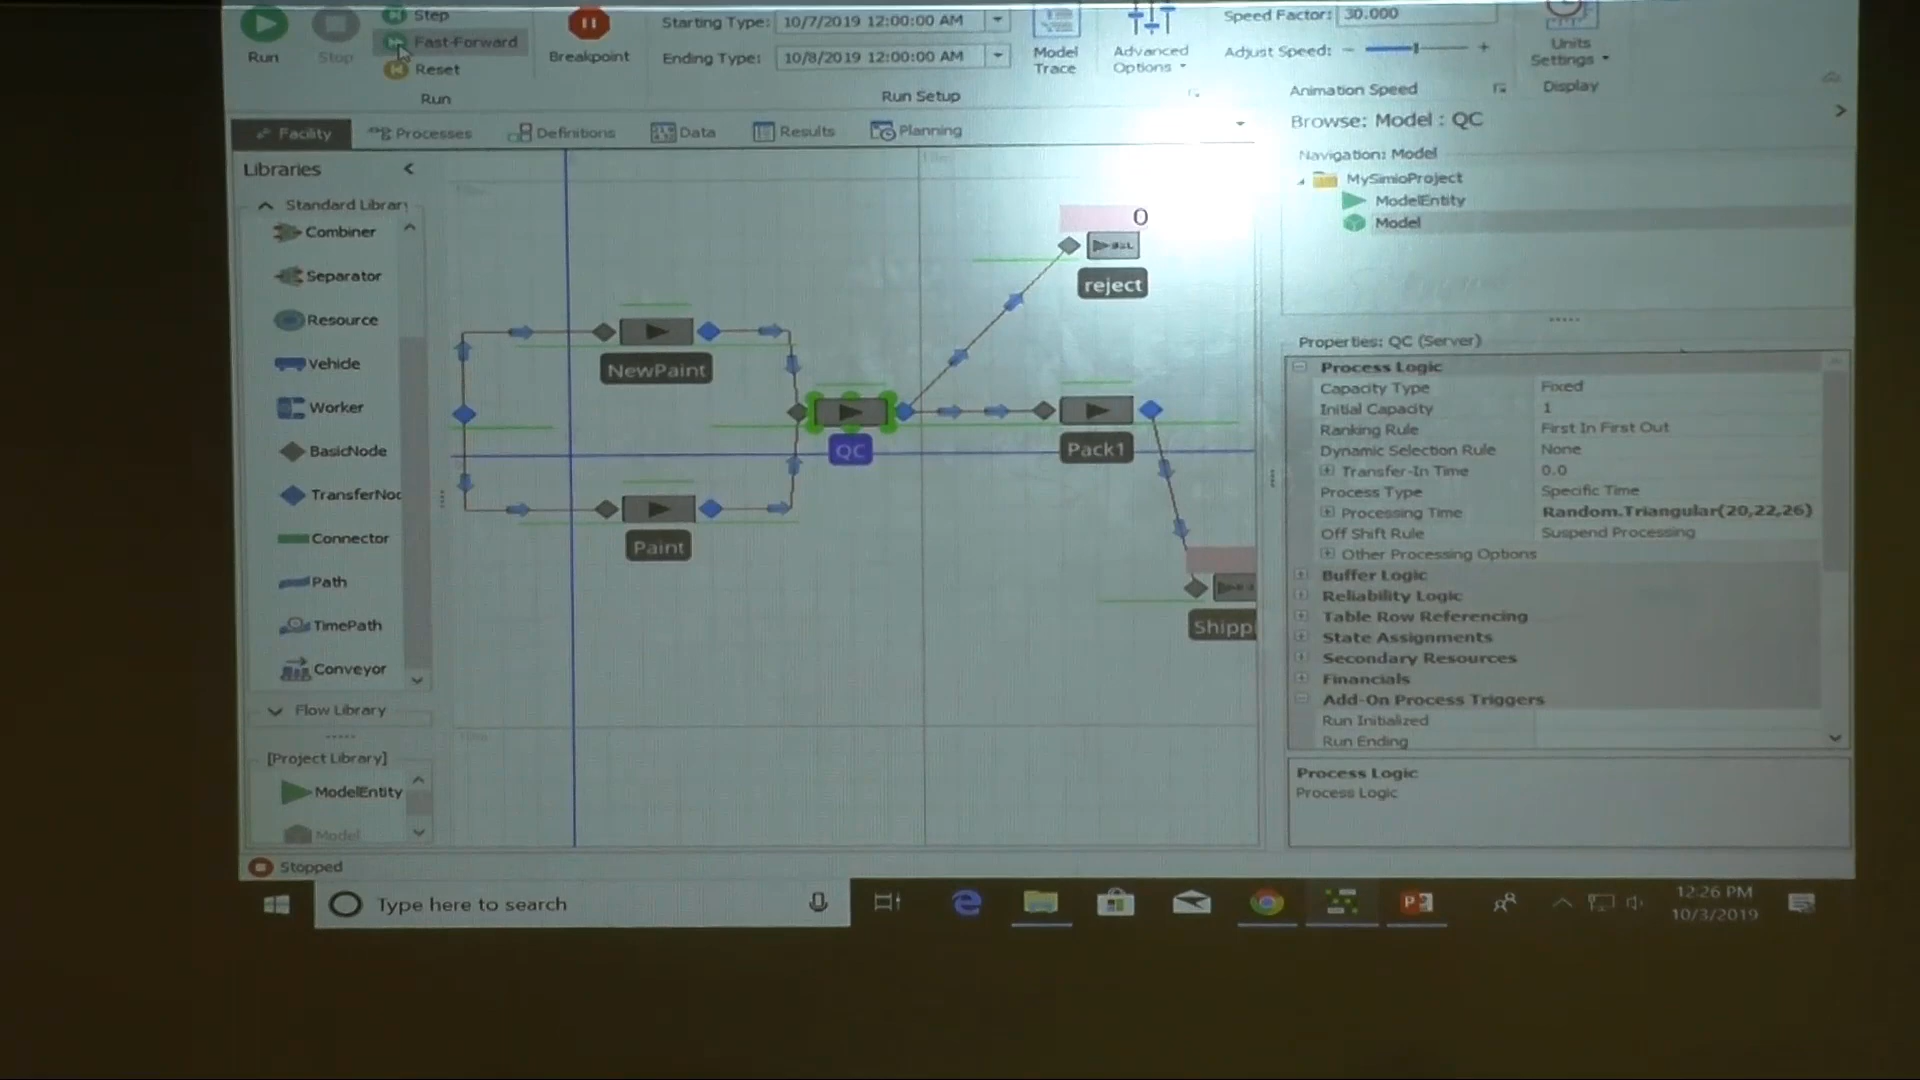 Step
Run
Stop
Fast-Forward
Reset
Run
Breakpoint
Starting Type: 10/7/2019 12:00:00 AM
Ending Type: 10/8/2019 12:00:00 AM
Run Setup
Model
Trace
Advanced
Options
Speed Factor: 30.000
Adjust Speed: - +
Animation Speed
Units
Settings
Display
Facility
Processes
Definitions
Data
Results
Planning
Browse: Model : QC
Navigation: Model
MySimioProject
ModelEntity
Model
Libraries
Standard Library
Combiner
Separator
Resource
Vehicle
Worker
BasicNode
TransferNod
Connector
Path
TimePath
Conveyor
Flow Library
[Project Library]
ModelEntity
Model
0
reject
NewPaint
QC
Pack1
Paint
Shippi
Properties: QC (Server)
Process Logic
Capacity Type Fixed
Initial Capacity 1
Ranking Rule First In First Out
Dynamic Selection Rule None
Transfer-In Time 0.0
Process Type Specific Time
Processing Time Random.Triangular(20,22,26)
Off Shift Rule Suspend Processing
Other Processing Options
Buffer Logic
Reliability Logic
Table Row Referencing
State Assignments
Secondary Resources
Financials
Add-On Process Triggers
Run Initialized
Run Ending
Process Logic
Process Logic
Stopped
Type here to search
12:26 PM
10/3/2019